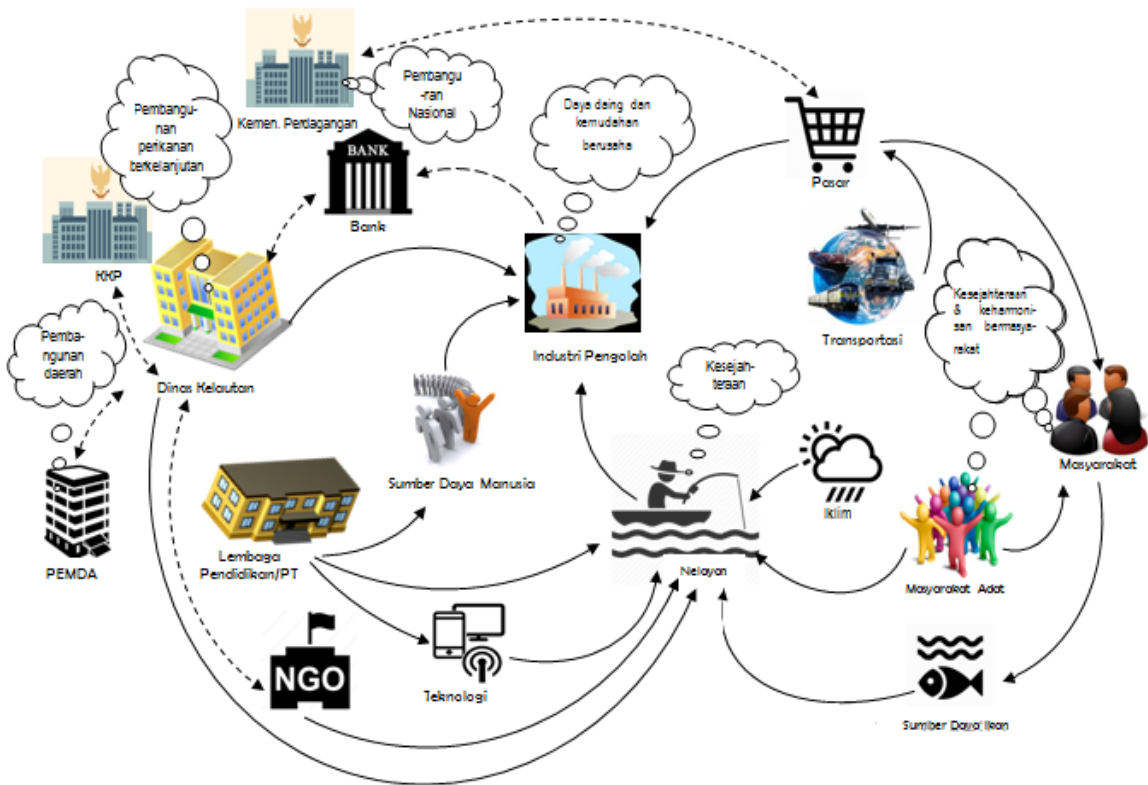 Pembangu-
nan
perikanan
berkelanjutan
Kemen. Perdagangan
Pembangu
-ran
Nasional
Daya daing dan
kemudahan
berusaha
BANK
Bank
Pasar
KKP
Pemba-
ngunan
daerah
Dinas Kelautan
Industri Pengolah
Transportasi
Kesejahteraan
& keharmoni-
san bermasya-
rakat
Kesejah-
teraan
Masyarakat
Sumber Daya Manusia
Iklim
PEMDA
Lembaga
Pendidikan/PT
Nelayan
Masyarakat Adat
NGO
Teknologi
Sumber Daya Ikan